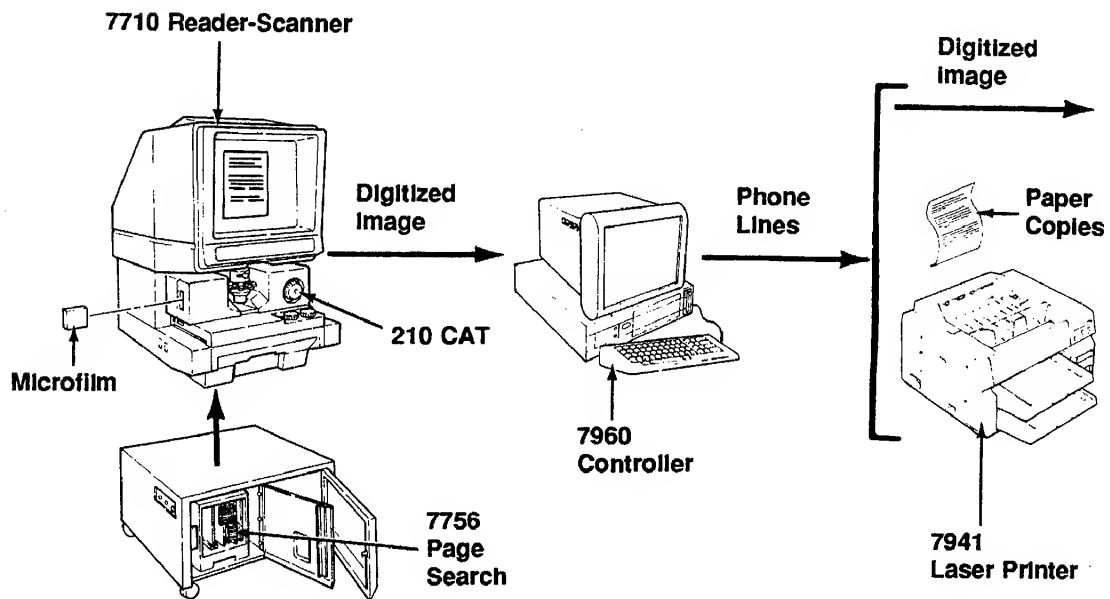 7710 Reader-Scanner
Digitized
Image
Digitized
Image
Phone
Lines
Paper
Copies
210 CAT
Microfilm
7960
Controller
7756
Page
Search
7941
Laser Printer